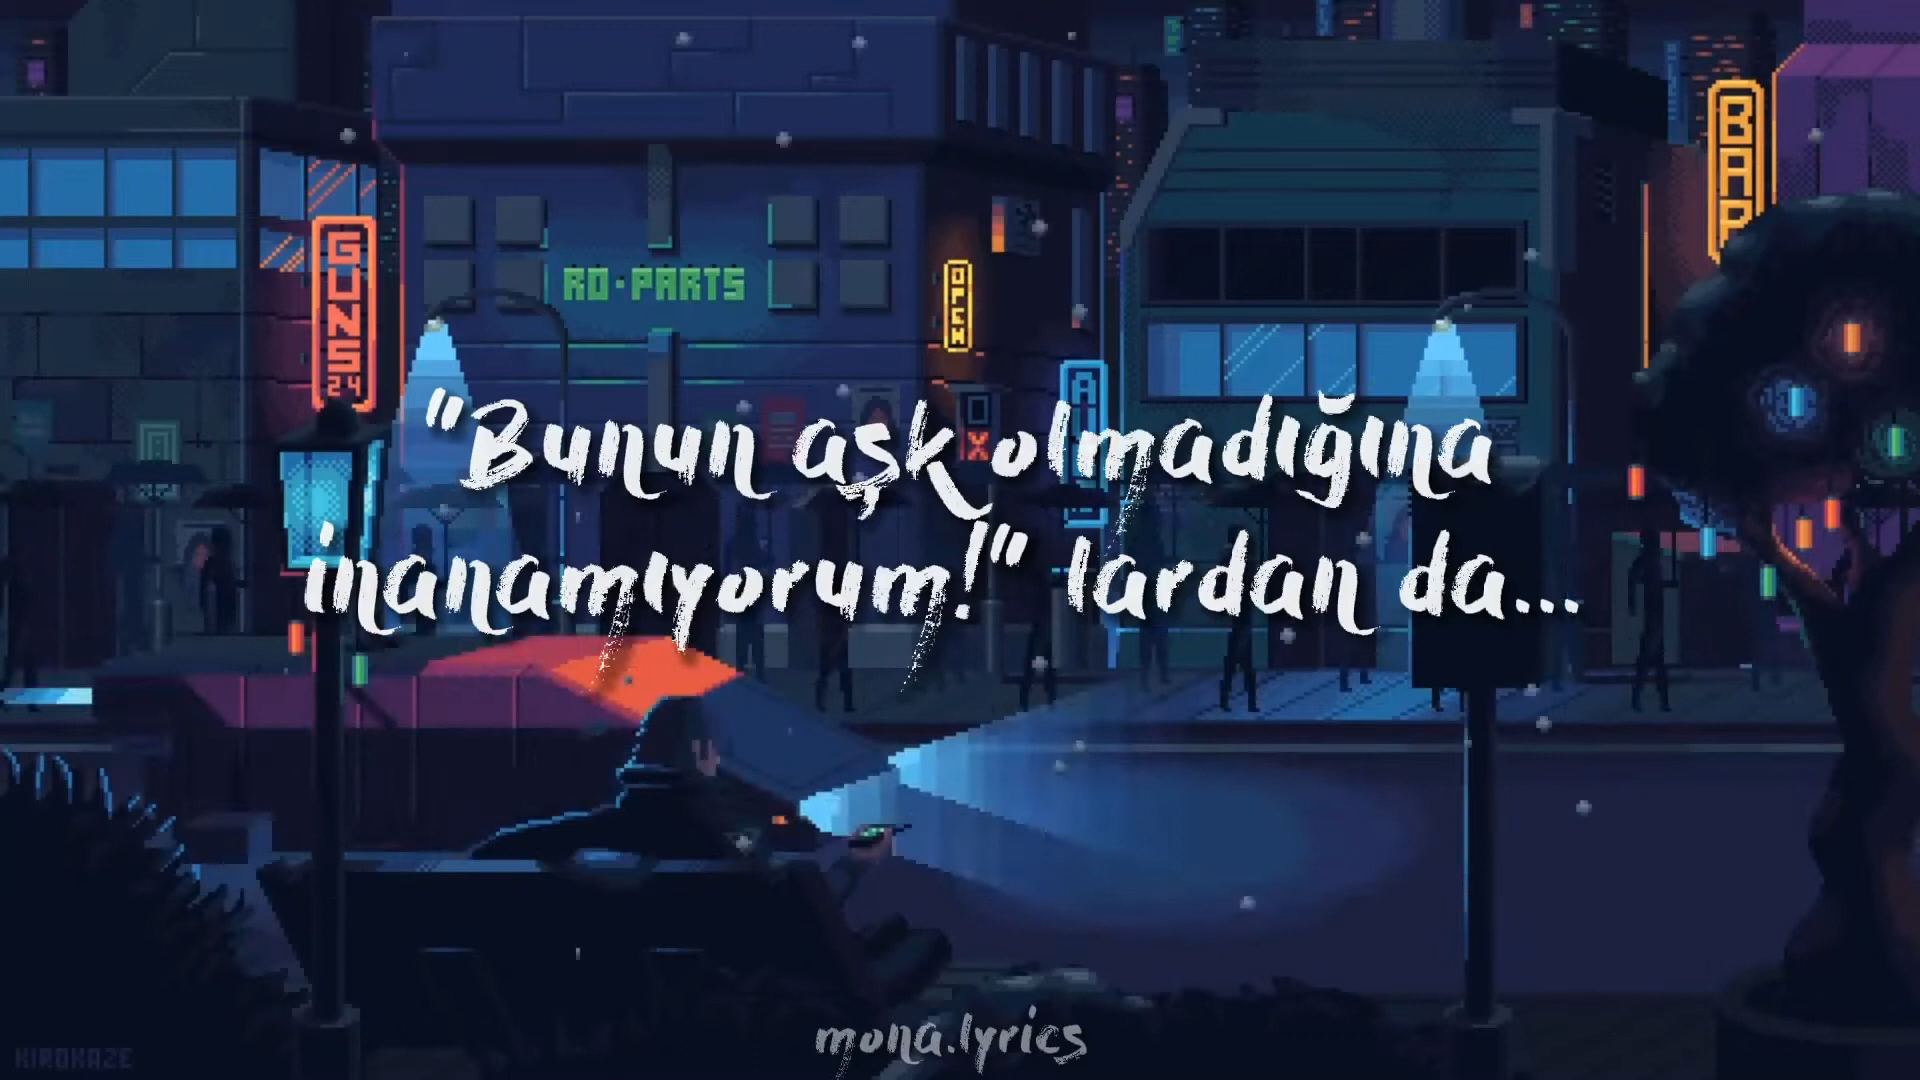 BAR
GUNS
24
RO·PARTS
OPEN
"Bunun aşk olmadığına
inanamıyorum!" lardan da...
mona.lyrics
KIROKAZE